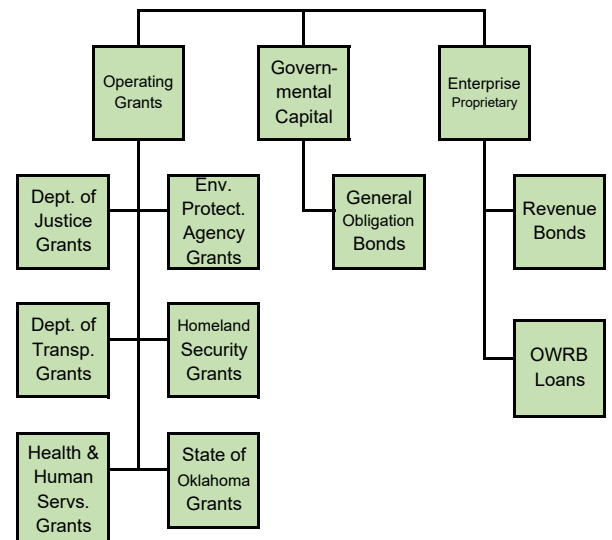 Operating
Grants
Govern-
mental
Capital
Enterprise
Proprietary
Dept. of
Justice
Grants
Env.
Protect.
Agency
Grants
General
Obligation
Bonds
Revenue
Bonds
Dept. of
Transp.
Grants
Homeland
Security
Grants
OWRB
Loans
Health &
Human
Servs.
Grants
State of
Oklahoma
Grants